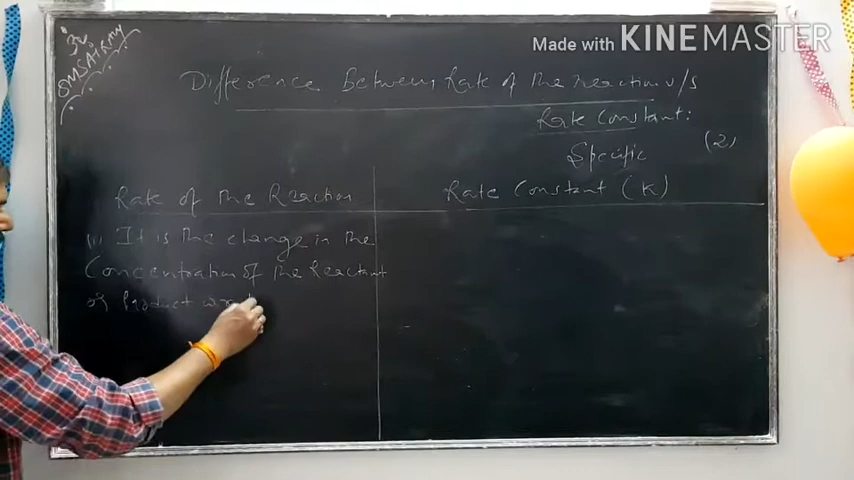 Made with KINEMASTER
Difference Between Rate of the reaction v/s
Rate Constant:
Specific (2)
Rate of the Reaction
Rate Constant (K)
(1) It is the change in the
Concentration of the Reactant
or Product w.r.t